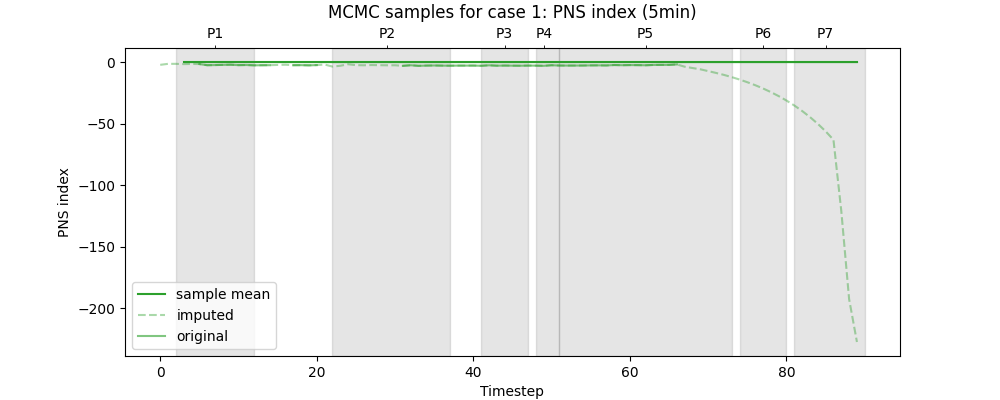 MCMC samples for case 1: PNS index (5min)
P1 P2 P3 P4 P5 P6 P7
0
−50
−100
−150
−200
PNS index
sample mean
imputed
original
0 20 40 60 80
Timestep